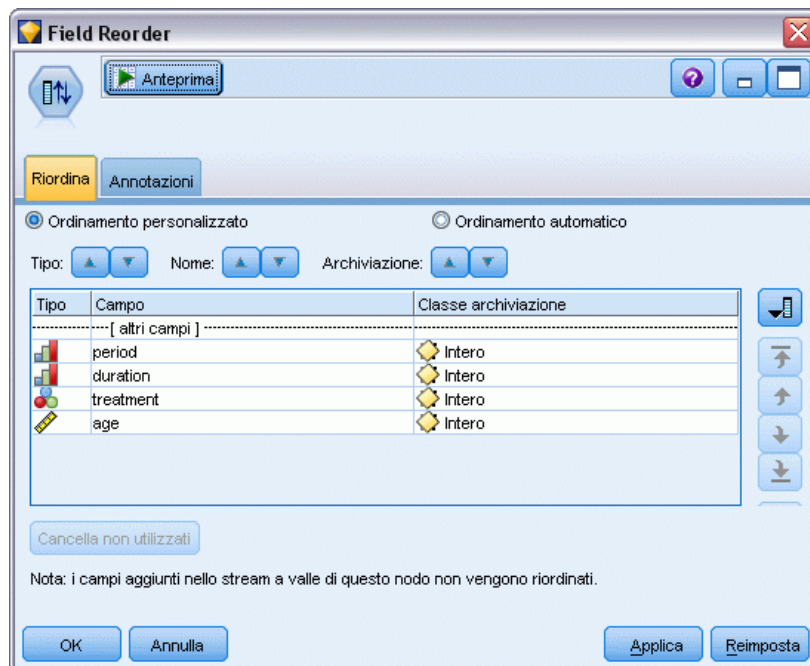 Field Reorder
Anteprima
Riordina Annotazioni
Ordinamento personalizzato Ordinamento automatico
Tipo: Nome: Archiviazione:
Tipo Campo Classe archiviazione
[ altri campi ]
period Intero
duration Intero
treatment Intero
age Intero
Cancella non utilizzati
Nota: i campi aggiunti nello stream a valle di questo nodo non vengono riordinati.
OK Annulla Applica Reimposta